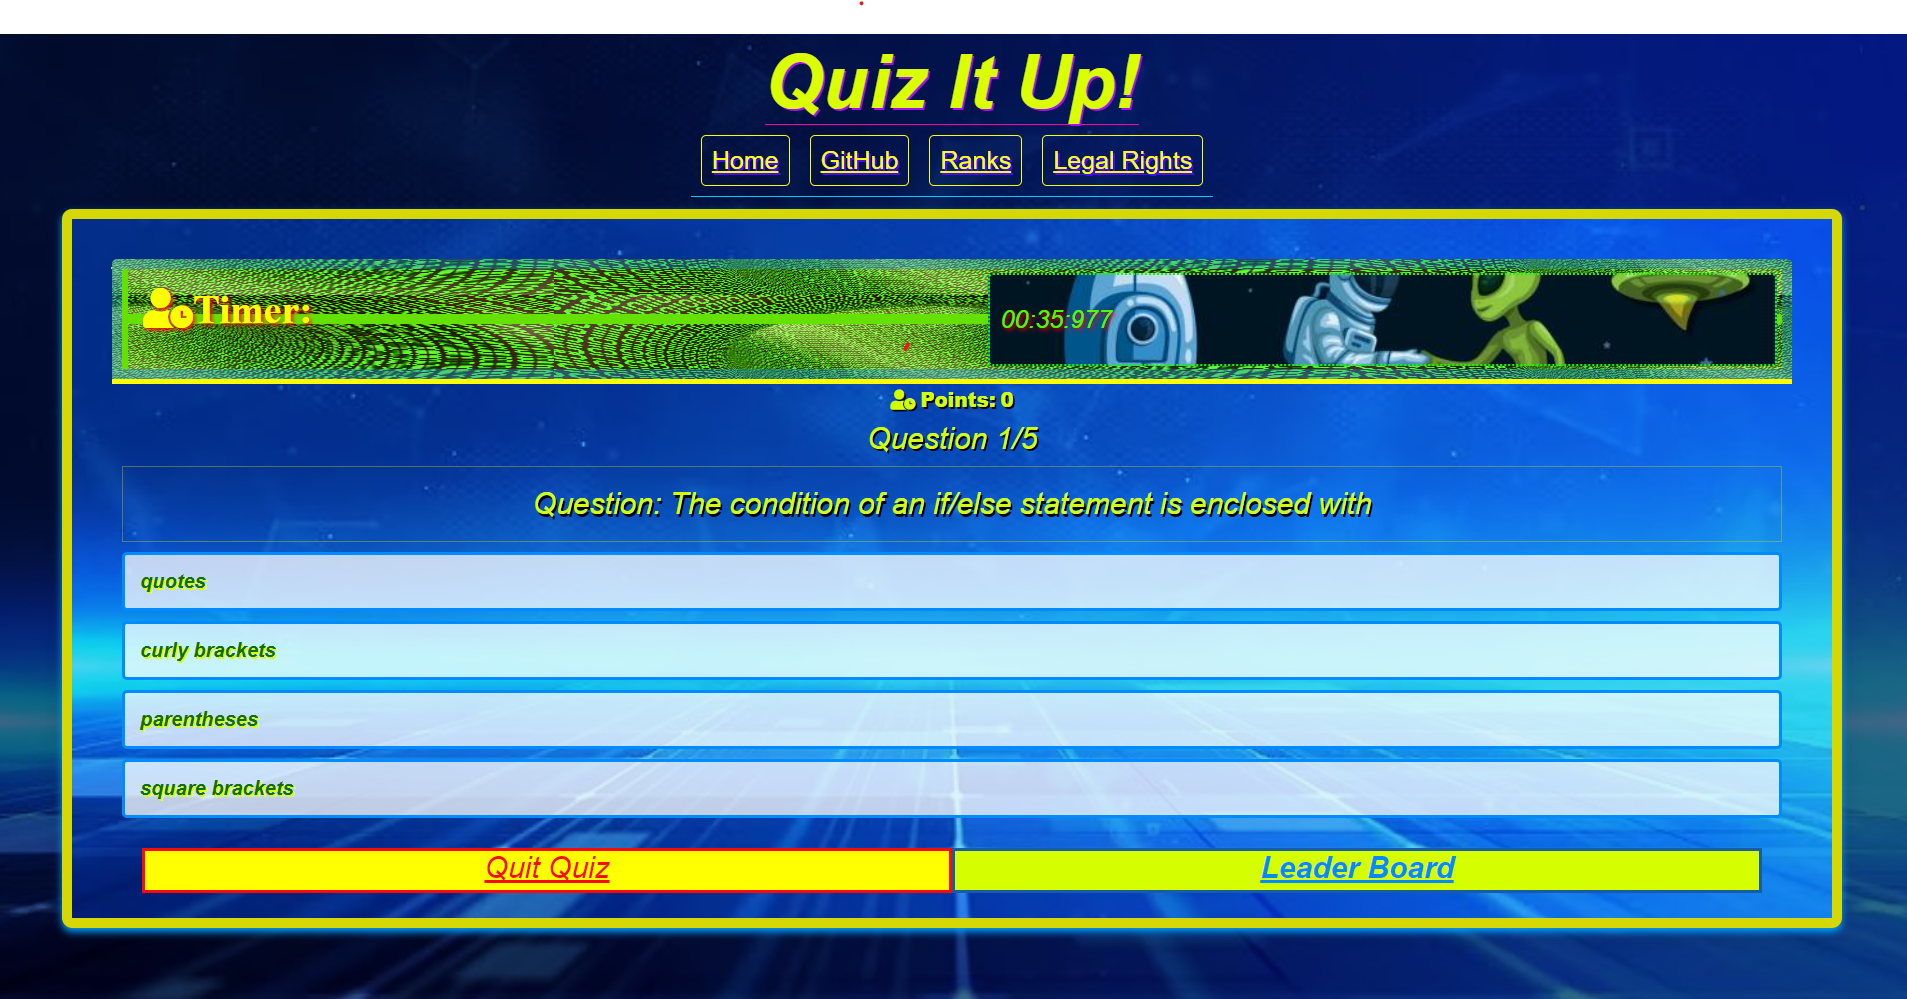 Quiz It Up!
Home GitHub Ranks Legal Rights
Timer: 00:35:977
Points: 0
Question 1/5
Question: The condition of an if/else statement is enclosed with
quotes
curly brackets
parentheses
square brackets
Quit Quiz Leader Board